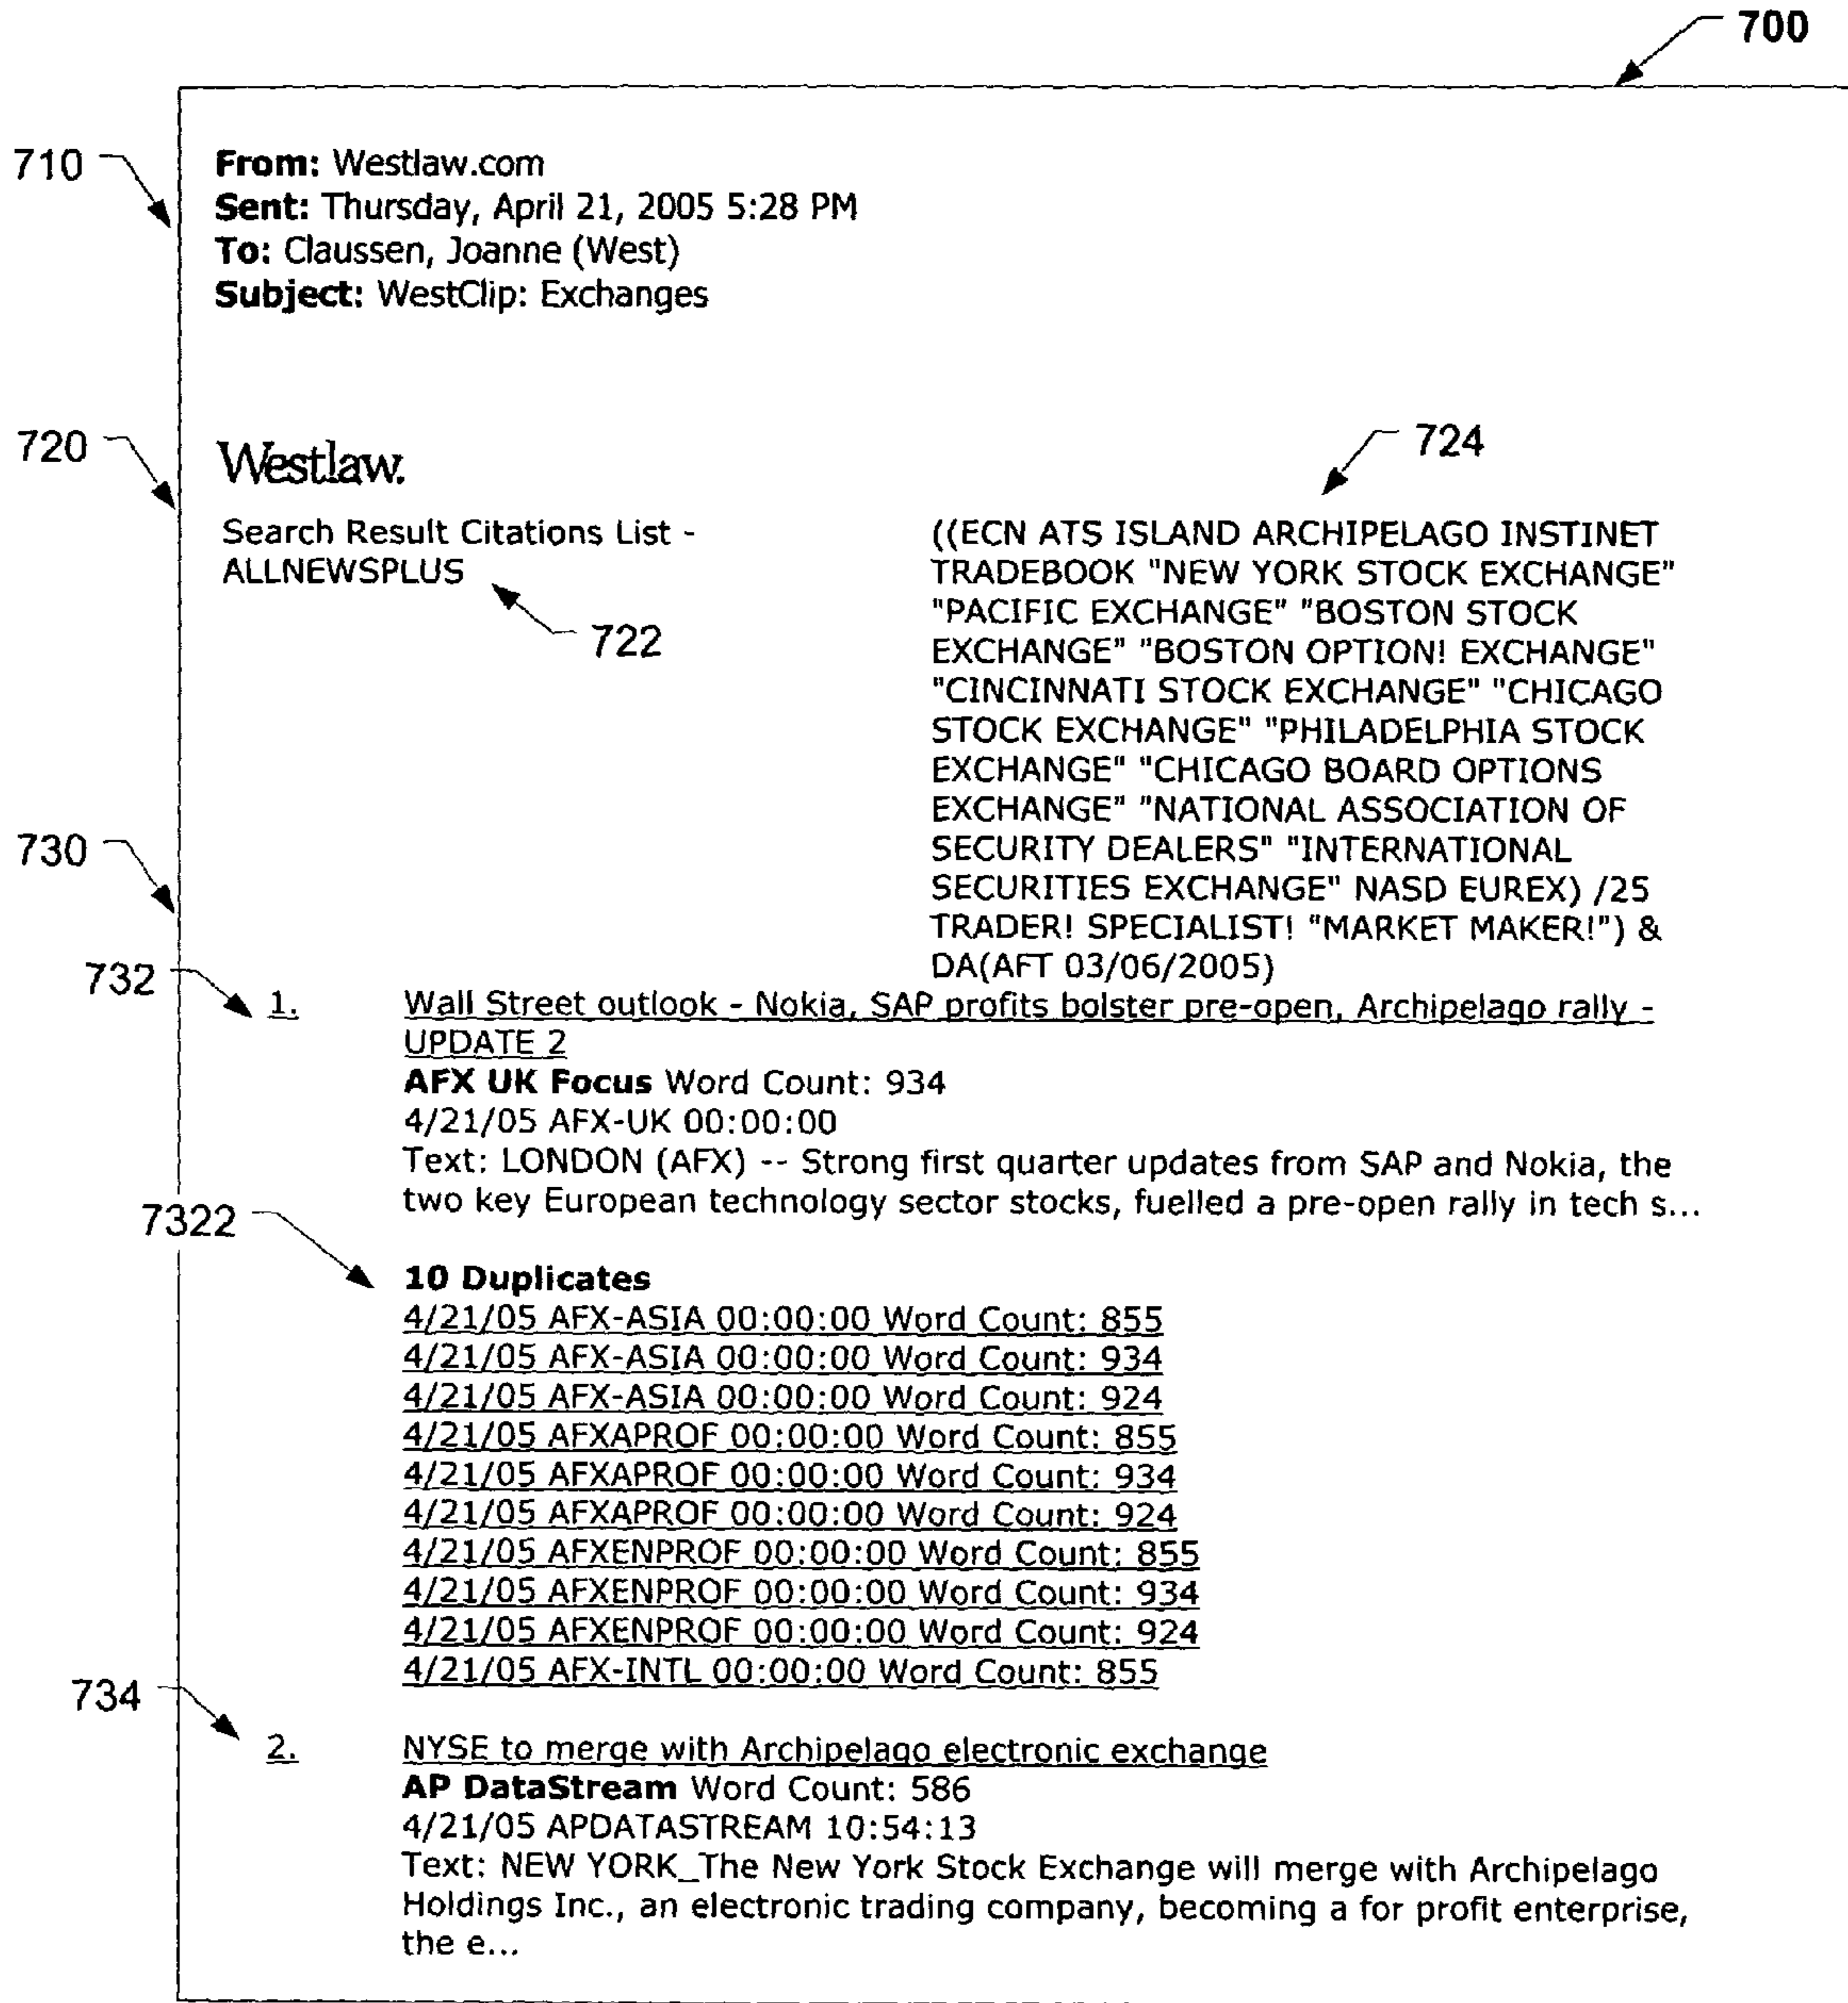 700
710
From: Westlaw.com
Sent: Thursday, April 21, 2005 5:28 PM
To: Claussen, Joanne (West)
Subject: WestClip: Exchanges
720
Westlaw.
724
Search Result Citations List -
ALLNEWSPLUS
722
((ECN ATS ISLAND ARCHIPELAGO INSTINET
TRADEBOOK "NEW YORK STOCK EXCHANGE"
"PACIFIC EXCHANGE" "BOSTON STOCK
EXCHANGE" "BOSTON OPTION! EXCHANGE"
"CINCINNATI STOCK EXCHANGE" "CHICAGO
STOCK EXCHANGE" "PHILADELPHIA STOCK
EXCHANGE" "CHICAGO BOARD OPTIONS
EXCHANGE" "NATIONAL ASSOCIATION OF
SECURITY DEALERS" "INTERNATIONAL
SECURITIES EXCHANGE" NASD EUREX) /25
TRADER! SPECIALIST! "MARKET MAKER!") &
DA(AFT 03/06/2005)
730
732
1. Wall Street outlook - Nokia, SAP profits bolster pre-open, Archipelago rally -
UPDATE 2
AFX UK Focus Word Count: 934
4/21/05 AFX-UK 00:00:00
Text: LONDON (AFX) -- Strong first quarter updates from SAP and Nokia, the
two key European technology sector stocks, fuelled a pre-open rally in tech s...
7322
10 Duplicates
4/21/05 AFX-ASIA 00:00:00 Word Count: 855
4/21/05 AFX-ASIA 00:00:00 Word Count: 934
4/21/05 AFX-ASIA 00:00:00 Word Count: 924
4/21/05 AFXAPROF 00:00:00 Word Count: 855
4/21/05 AFXAPROF 00:00:00 Word Count: 934
4/21/05 AFXAPROF 00:00:00 Word Count: 924
4/21/05 AFXENPROF 00:00:00 Word Count: 855
4/21/05 AFXENPROF 00:00:00 Word Count: 934
4/21/05 AFXENPROF 00:00:00 Word Count: 924
4/21/05 AFX-INTL 00:00:00 Word Count: 855
734
2. NYSE to merge with Archipelago electronic exchange
AP DataStream Word Count: 586
4/21/05 APDATASTREAM 10:54:13
Text: NEW YORK_The New York Stock Exchange will merge with Archipelago
Holdings Inc., an electronic trading company, becoming a for profit enterprise,
the e...